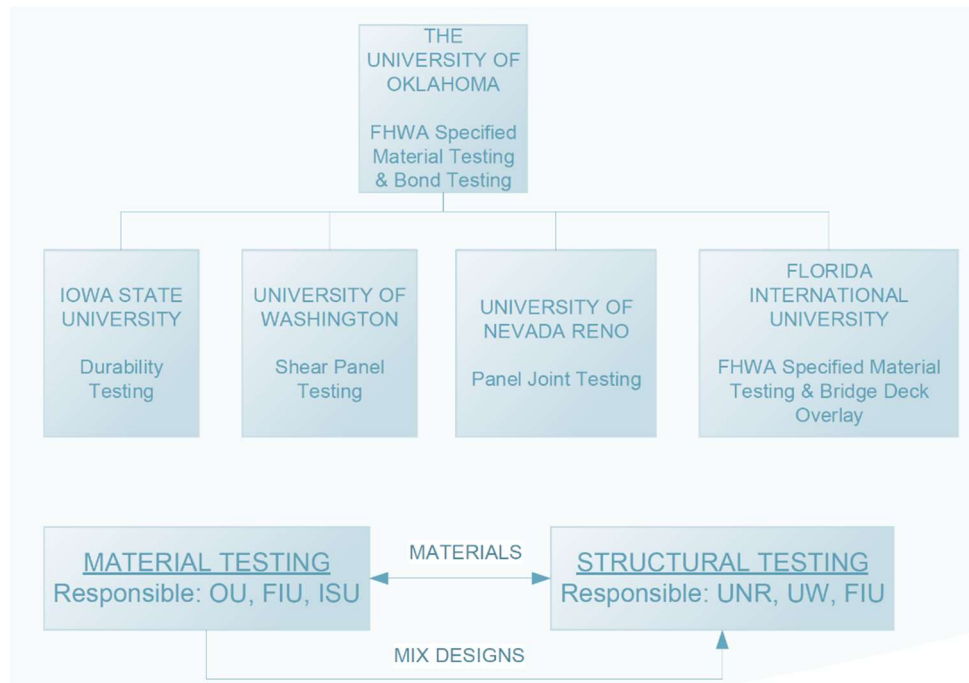 THE
UNIVERSITY OF
OKLAHOMA
FHWA Specified
Material Testing
& Bond Testing
IOWA STATE
UNIVERSITY
Durability
Testing
UNIVERSITY OF
WASHINGTON
Shear Panel
Testing
UNIVERSITY OF
NEVADA RENO
Panel Joint Testing
FLORIDA
INTERNATIONAL
UNIVERSITY
FHWA Specified Material
Testing & Bridge Deck
Overlay
MATERIAL TESTING
Responsible: OU, FIU, ISU
MATERIALS
STRUCTURAL TESTING
Responsible: UNR, UW, FIU
MIX DESIGNS